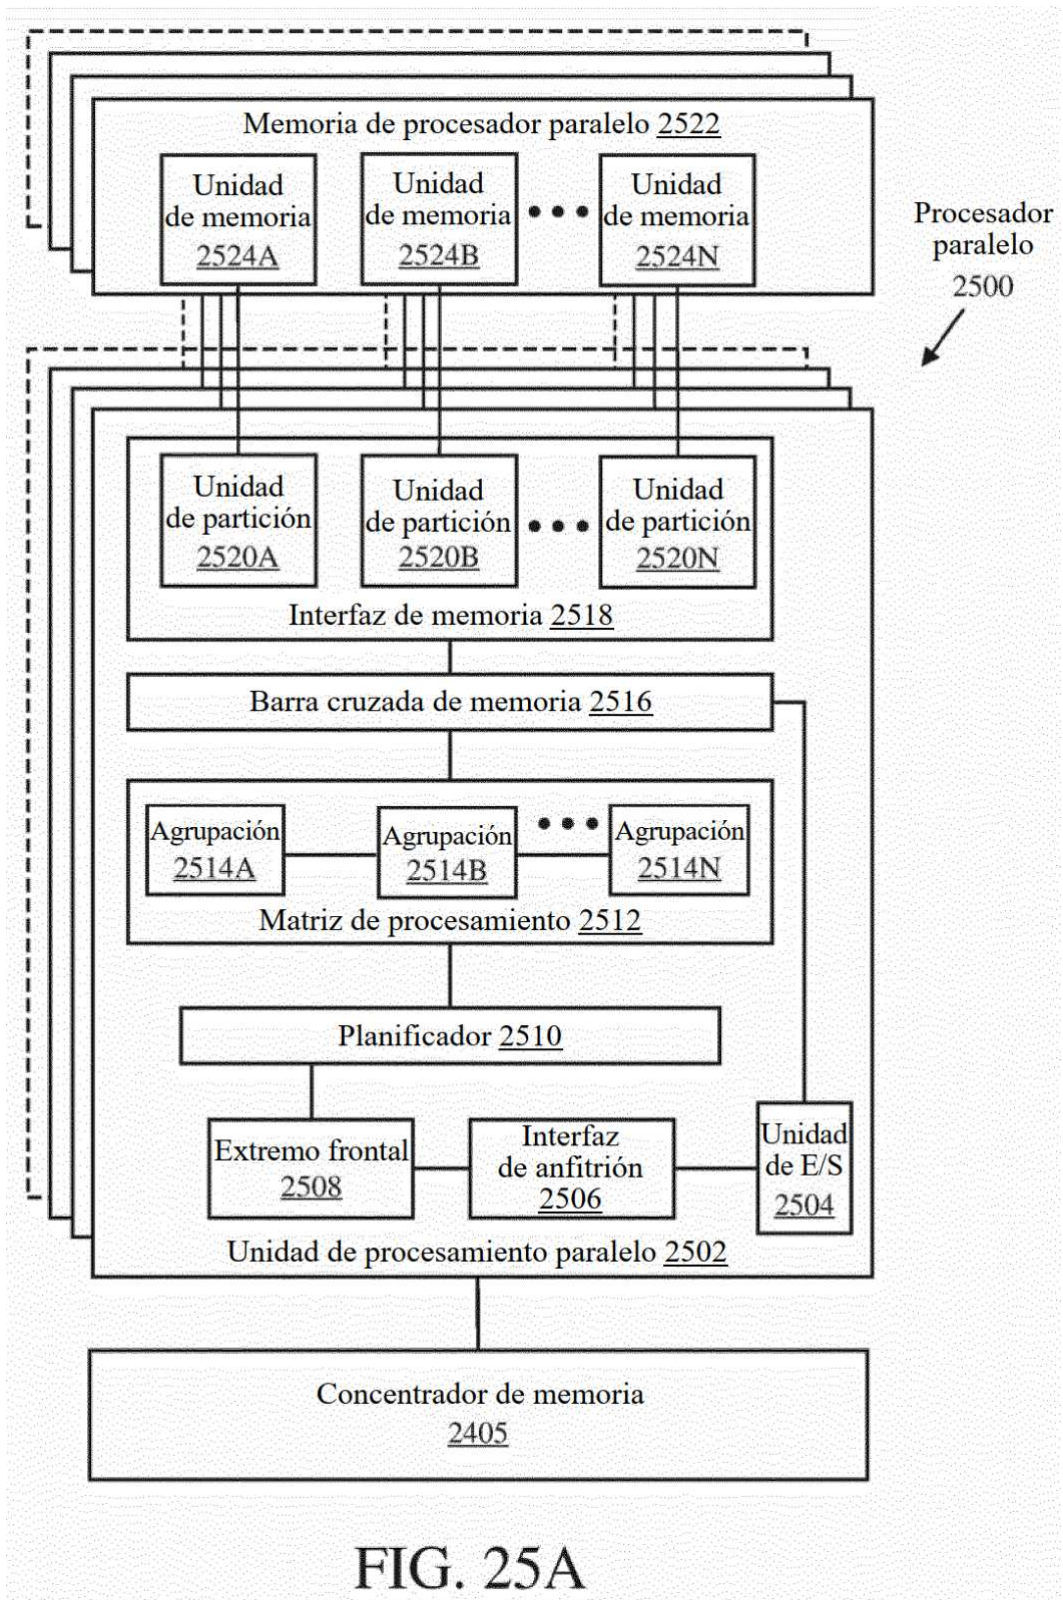 Memoria de procesador paralelo 2522
Unidad
de memoria
2524A
Unidad
de memoria
2524B
Unidad
de memoria
2524N
Procesador
paralelo
2500
Unidad
de partición
2520A
Unidad
de partición
2520B
Unidad
de partición
2520N
Interfaz de memoria 2518
Barra cruzada de memoria 2516
Agrupación
2514A
Agrupación
2514B
Agrupación
2514N
Matriz de procesamiento 2512
Planificador 2510
Extremo frontal
2508
Interfaz
de anfitrión
2506
Unidad
de E/S
2504
Unidad de procesamiento paralelo 2502
Concentrador de memoria
2405
FIG. 25A